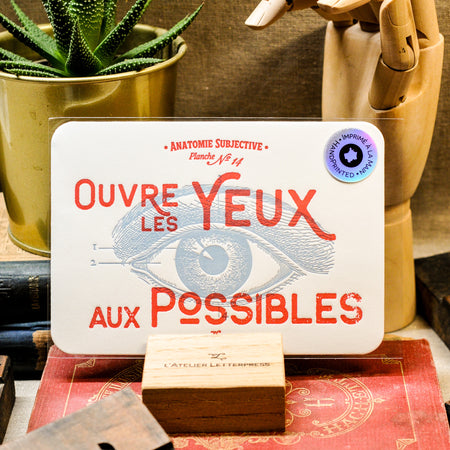 • ANATOMIE SUBJECTIVE •
Planche No 14
OUVRE
LES YEUX
AUX POSSIBLES
1
2
• IMPRIMÉ À LA MAIN •
HANDPRINTED
L'ATELIER LETTERPRESS